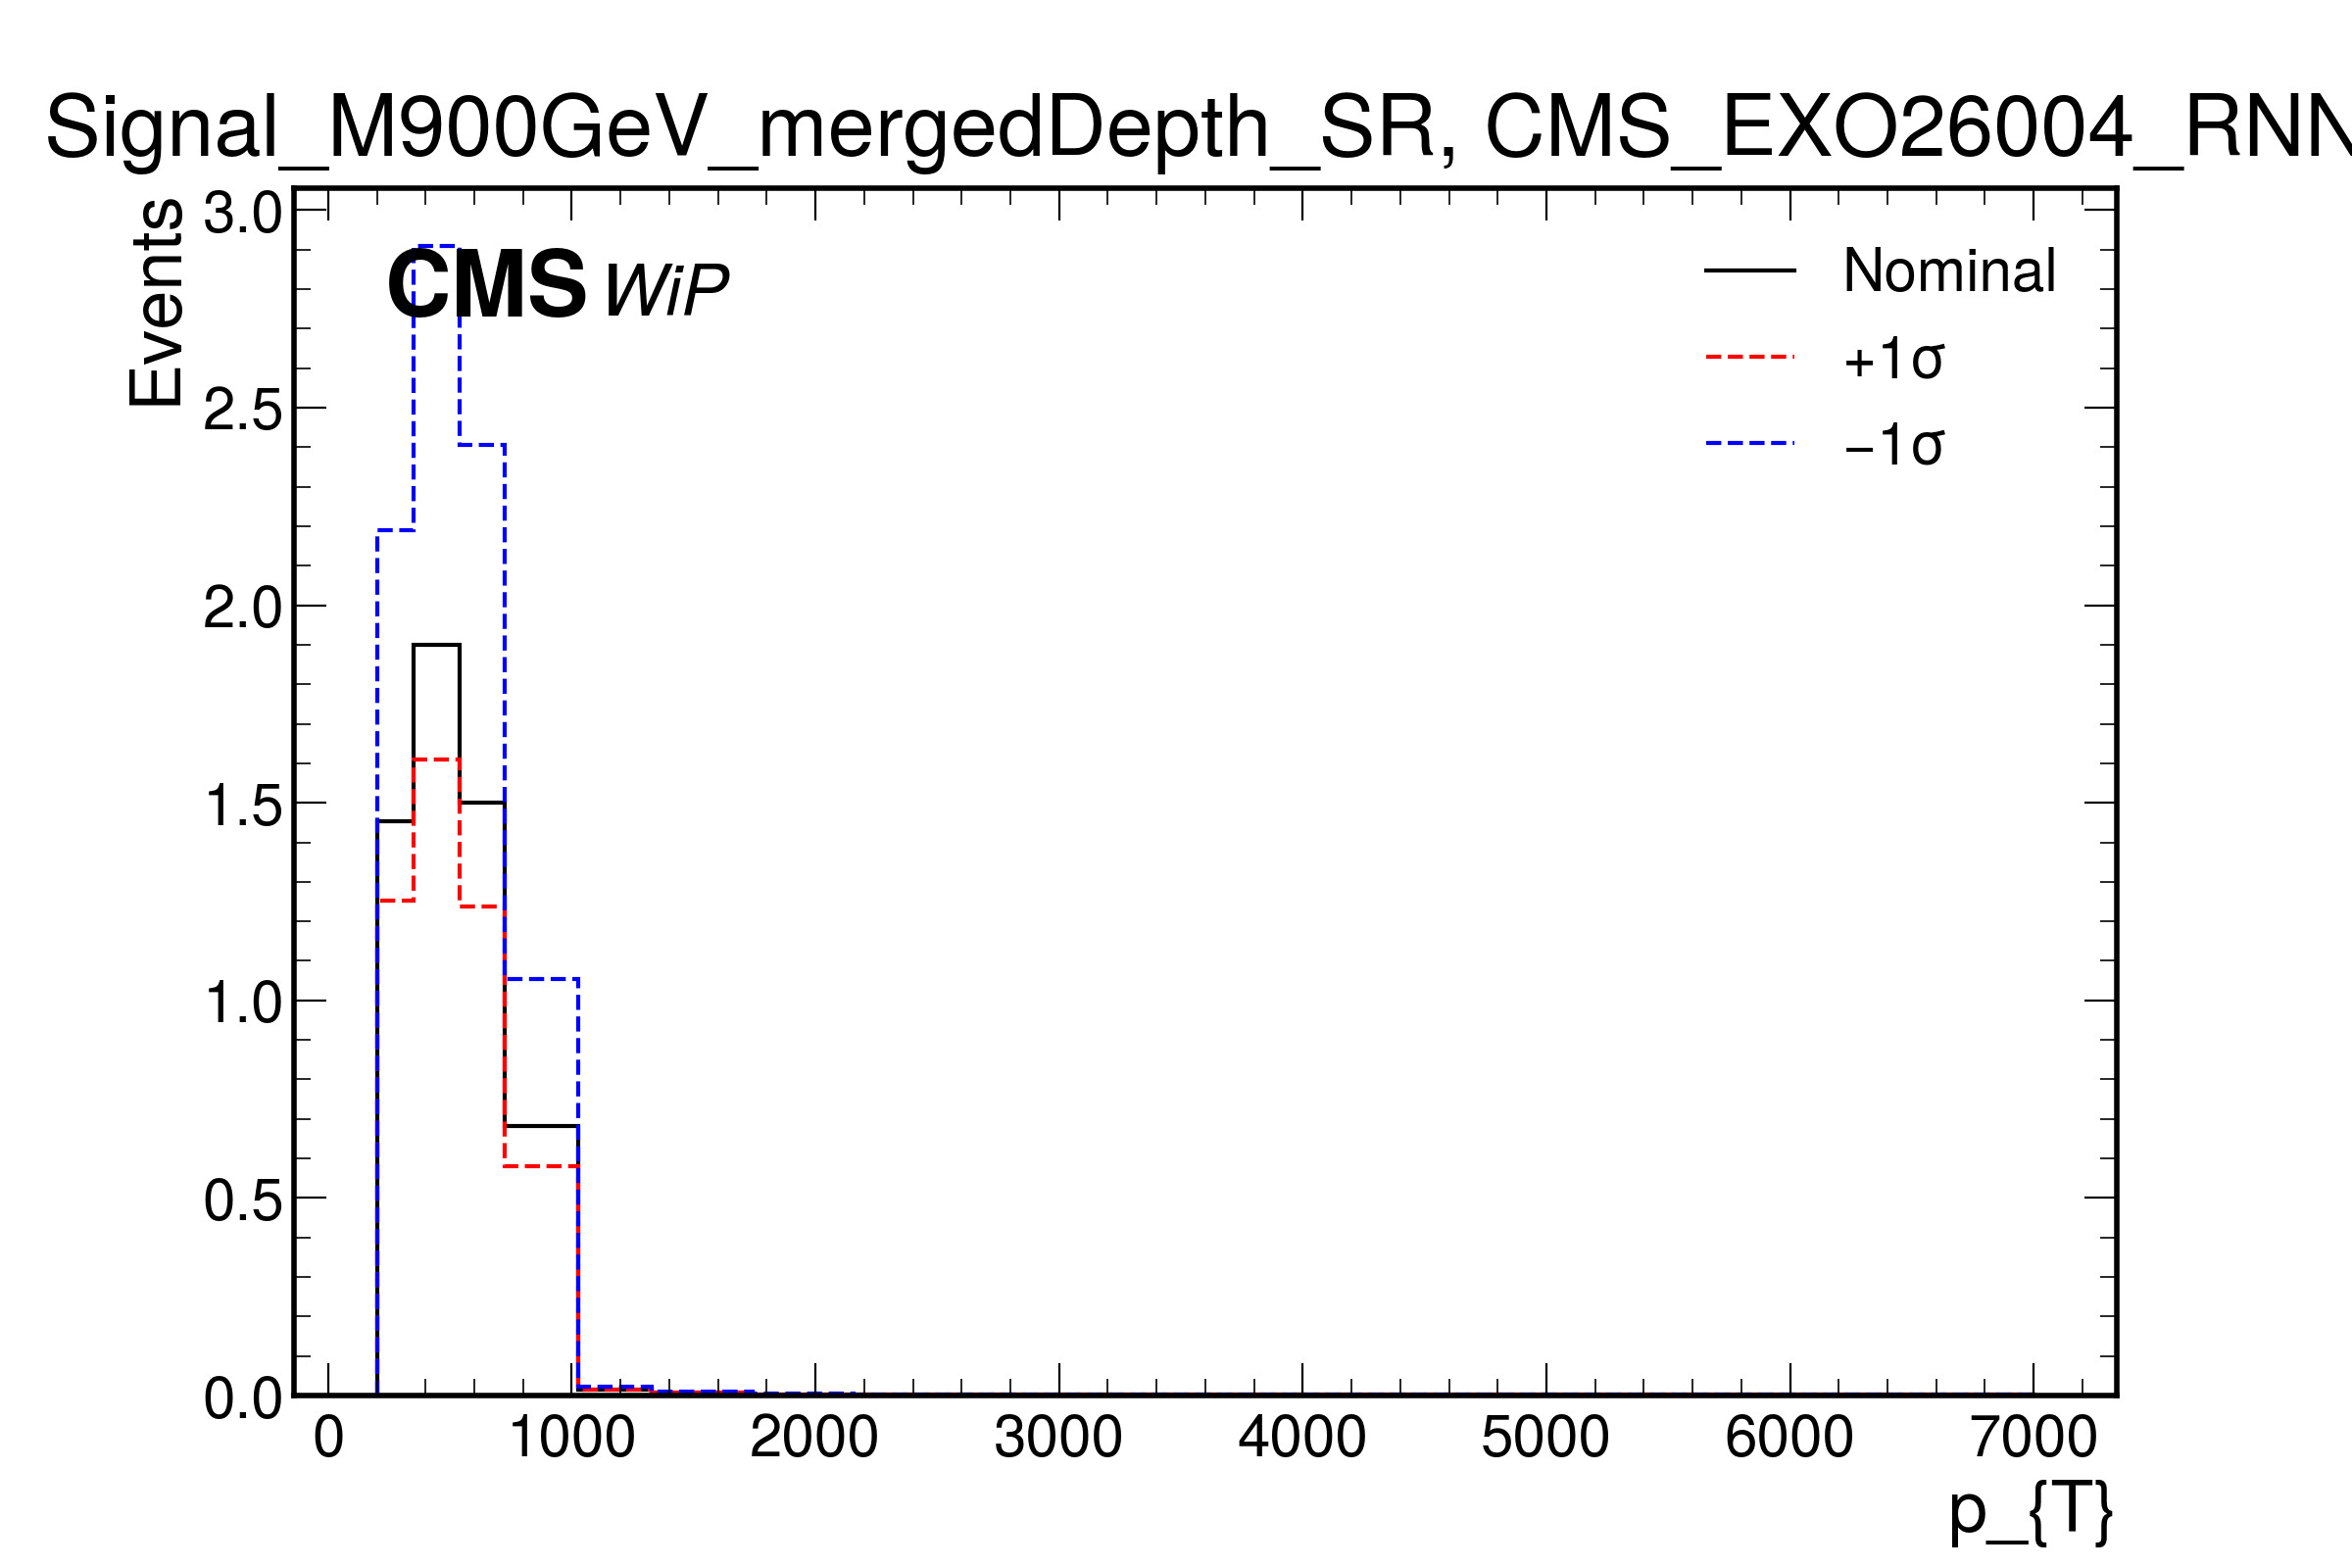 Signal_M900GeV_mergedDepth_SR, CMS_EXO26004_RNN
Events
CMS WiP
Nominal
+1σ
−1σ
3.0
2.5
2.0
1.5
1.0
0.5
0.0
0 1000 2000 3000 4000 5000 6000 7000
p_{T}